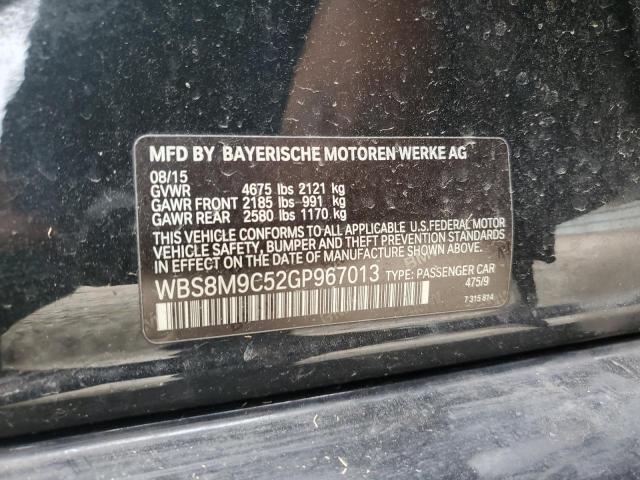 MFD BY BAYERISCHE MOTOREN WERKE AG
08/15
GVWR 4675 lbs 2121 kg
GAWR FRONT 2185 lbs 991 kg
GAWR REAR 2580 lbs 1170 kg
THIS VEHICLE CONFORMS TO ALL APPLICABLE U.S.FEDERAL MOTOR
VEHICLE SAFETY, BUMPER AND THEFT PREVENTION STANDARDS
IN EFFECT ON THE DATE OF MANUFACTURE SHOWN ABOVE.
WBS8M9C52GP967013 TYPE: PASSENGER CAR
475/9
7 315 814